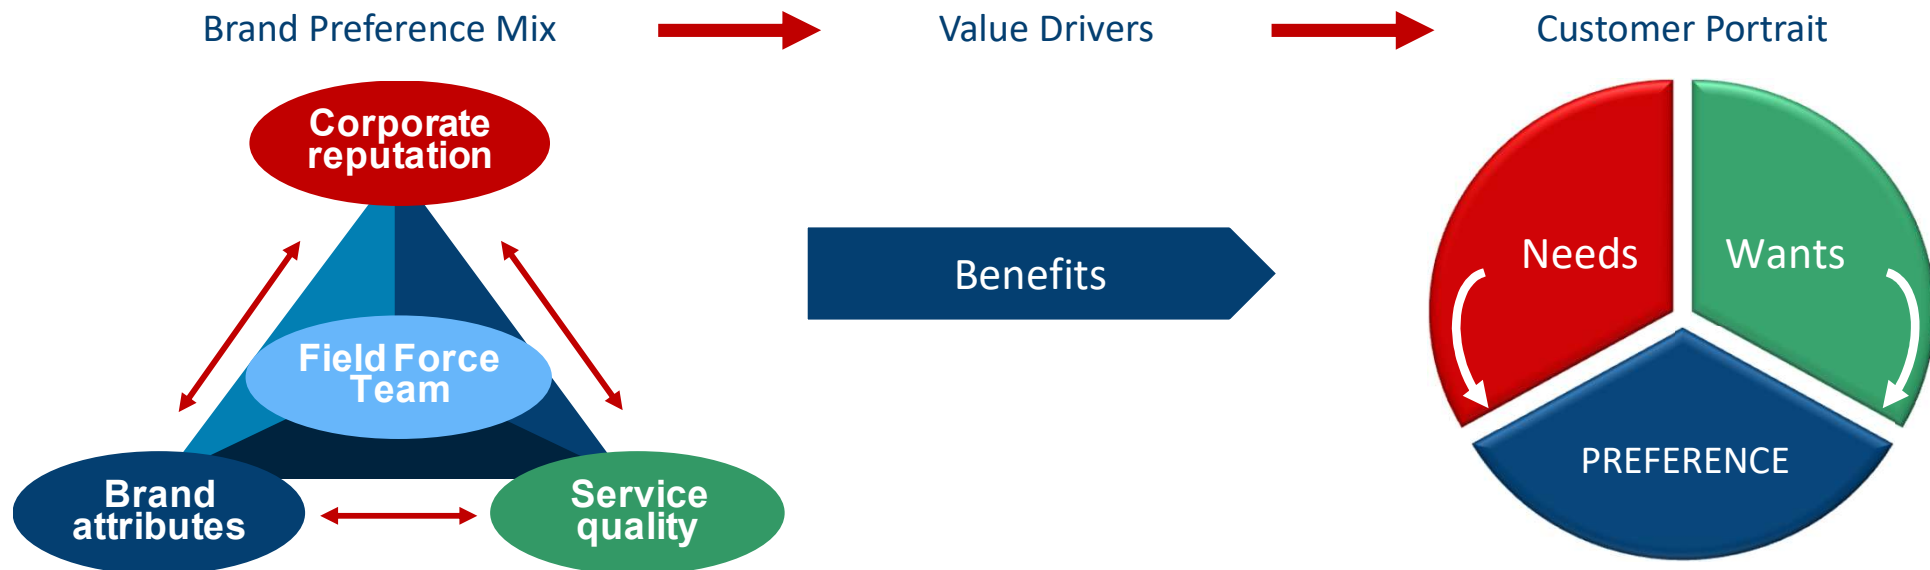 Brand Preference Mix
Value Drivers
Customer Portrait
Corporate
reputation
Field Force
Team
Brand
attributes
Service
quality
Benefits
Needs
Wants
PREFERENCE